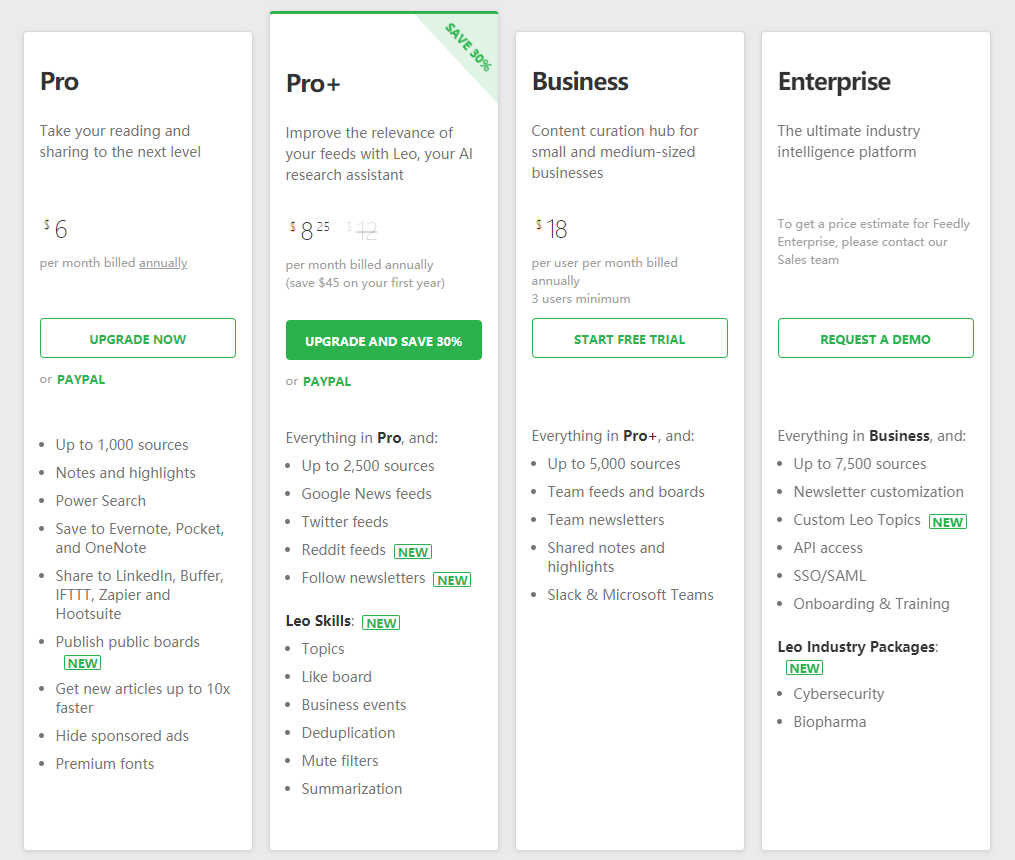 Pro
Take your reading and
sharing to the next level
$ 6
per month billed annually
UPGRADE NOW
or PAYPAL
Up to 1,000 sources
Notes and highlights
Power Search
Save to Evernote, Pocket,
and OneNote
Share to LinkedIn, Buffer,
IFTTT, Zapier and
Hootsuite
Publish public boards
NEW
Get new articles up to 10x
faster
Hide sponsored ads
Premium fonts
SAVE 30%
Pro+
Improve the relevance of
your feeds with Leo, your AI
research assistant
$ 8 25 $ 12
per month billed annually
(save $45 on your first year)
UPGRADE AND SAVE 30%
or PAYPAL
Everything in Pro, and:
Up to 2,500 sources
Google News feeds
Twitter feeds
Reddit feeds NEW
Follow newsletters NEW
Leo Skills: NEW
Topics
Like board
Business events
Deduplication
Mute filters
Summarization
Business
Content curation hub for
small and medium-sized
businesses
$ 18
per user per month billed
annually
3 users minimum
START FREE TRIAL
Everything in Pro+, and:
Up to 5,000 sources
Team feeds and boards
Team newsletters
Shared notes and
highlights
Slack & Microsoft Teams
Enterprise
The ultimate industry
intelligence platform
To get a price estimate for Feedly
Enterprise, please contact our
Sales team
REQUEST A DEMO
Everything in Business, and:
Up to 7,500 sources
Newsletter customization
Custom Leo Topics NEW
API access
SSO/SAML
Onboarding & Training
Leo Industry Packages:
NEW
Cybersecurity
Biopharma